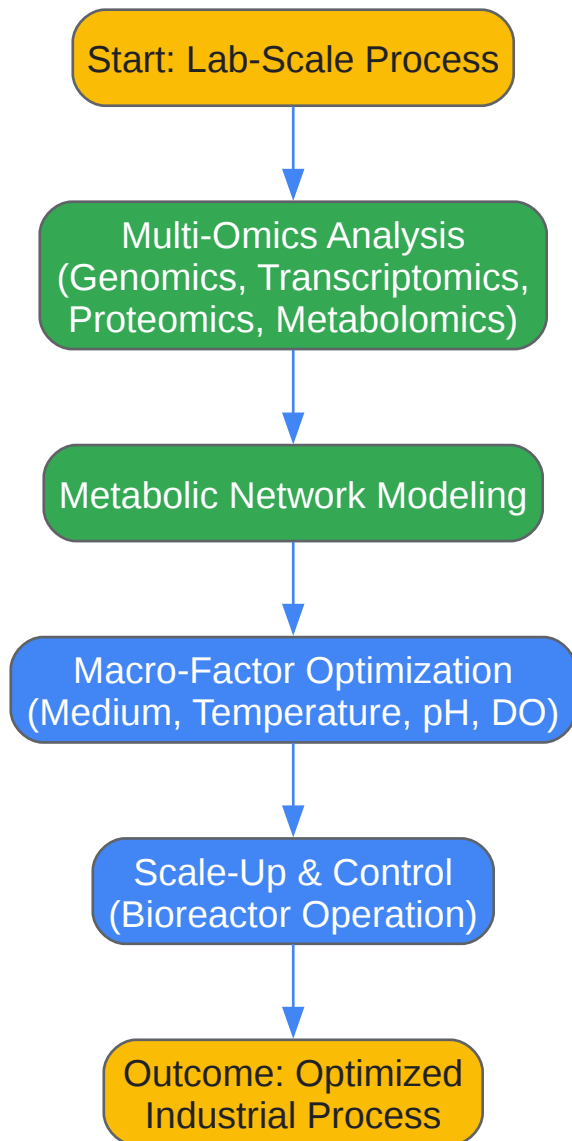 Start: Lab-Scale Process
Multi-Omics Analysis
(Genomics, Transcriptomics,
Proteomics, Metabolomics)
Metabolic Network Modeling
Macro-Factor Optimization
(Medium, Temperature, pH, DO)
Scale-Up & Control
(Bioreactor Operation)
Outcome: Optimized
Industrial Process